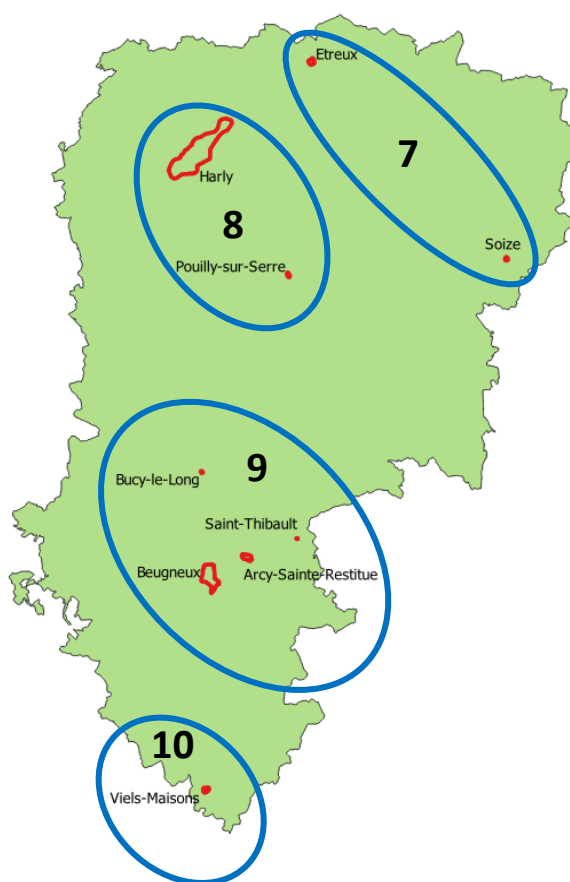 Etreux
7
Harly
8
Soize
Pouilly-sur-Serre
9
Bucy-le-Long
Saint-Thibault
Beugneux
Arcy-Sainte-Restitue
10
Viels-Maisons